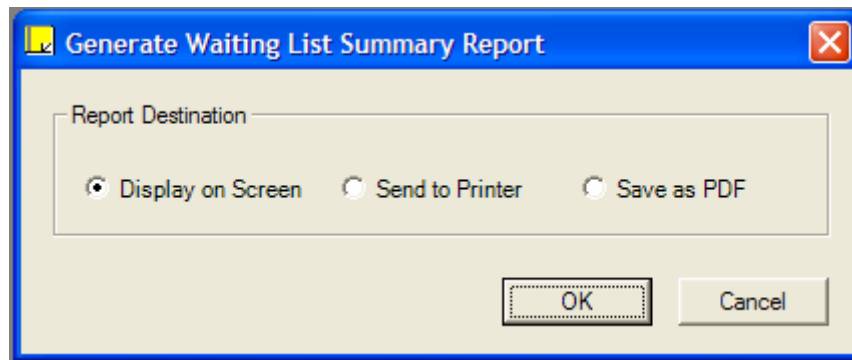 Generate Waiting List Summary Report
Report Destination
Display on Screen Send to Printer Save as PDF
OK Cancel